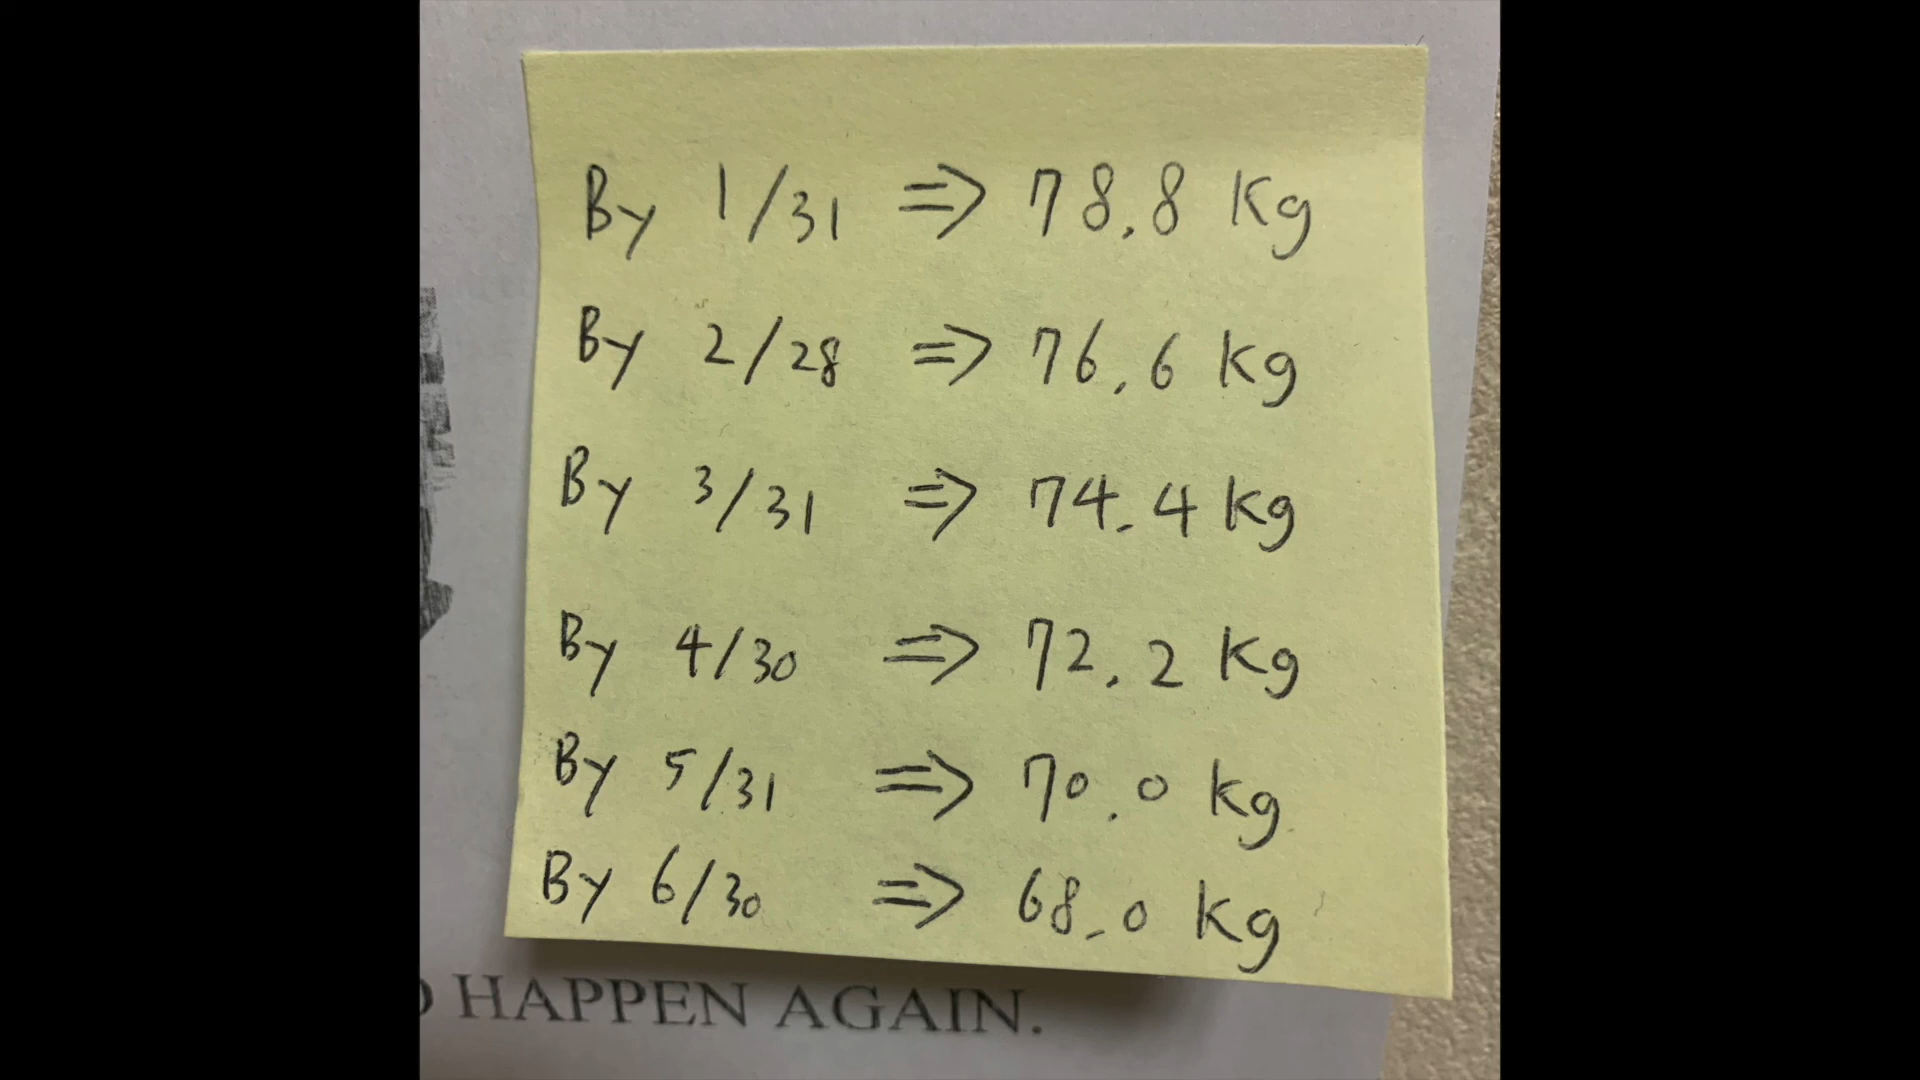 By 1/31 ⇒ 78.8 Kg
By 2/28 ⇒ 76.6 Kg
By 3/31 ⇒ 74.4 Kg
By 4/30 ⇒ 72.2 Kg
By 5/31 ⇒ 70.0 Kg
By 6/30 ⇒ 68.0 Kg
HAPPEN AGAIN.